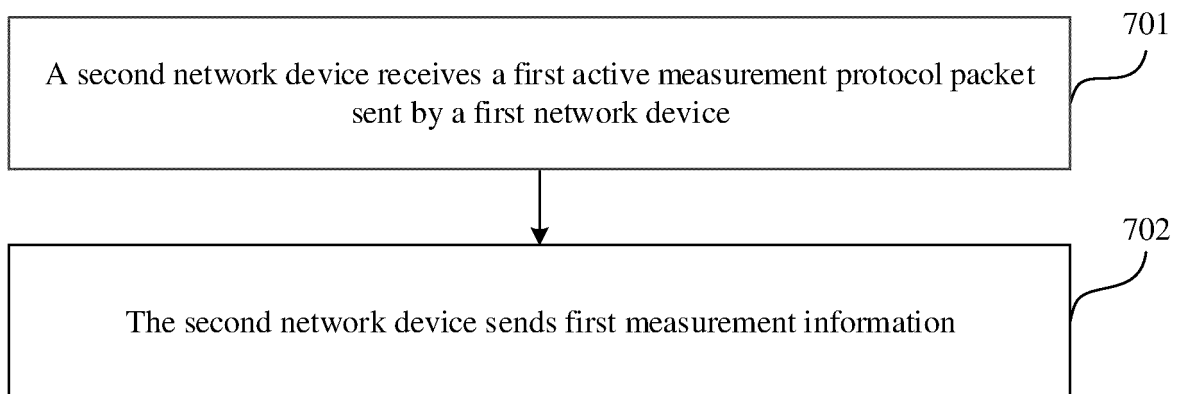 701
A second network device receives a first active measurement protocol packet
sent by a first network device
702
The second network device sends first measurement information